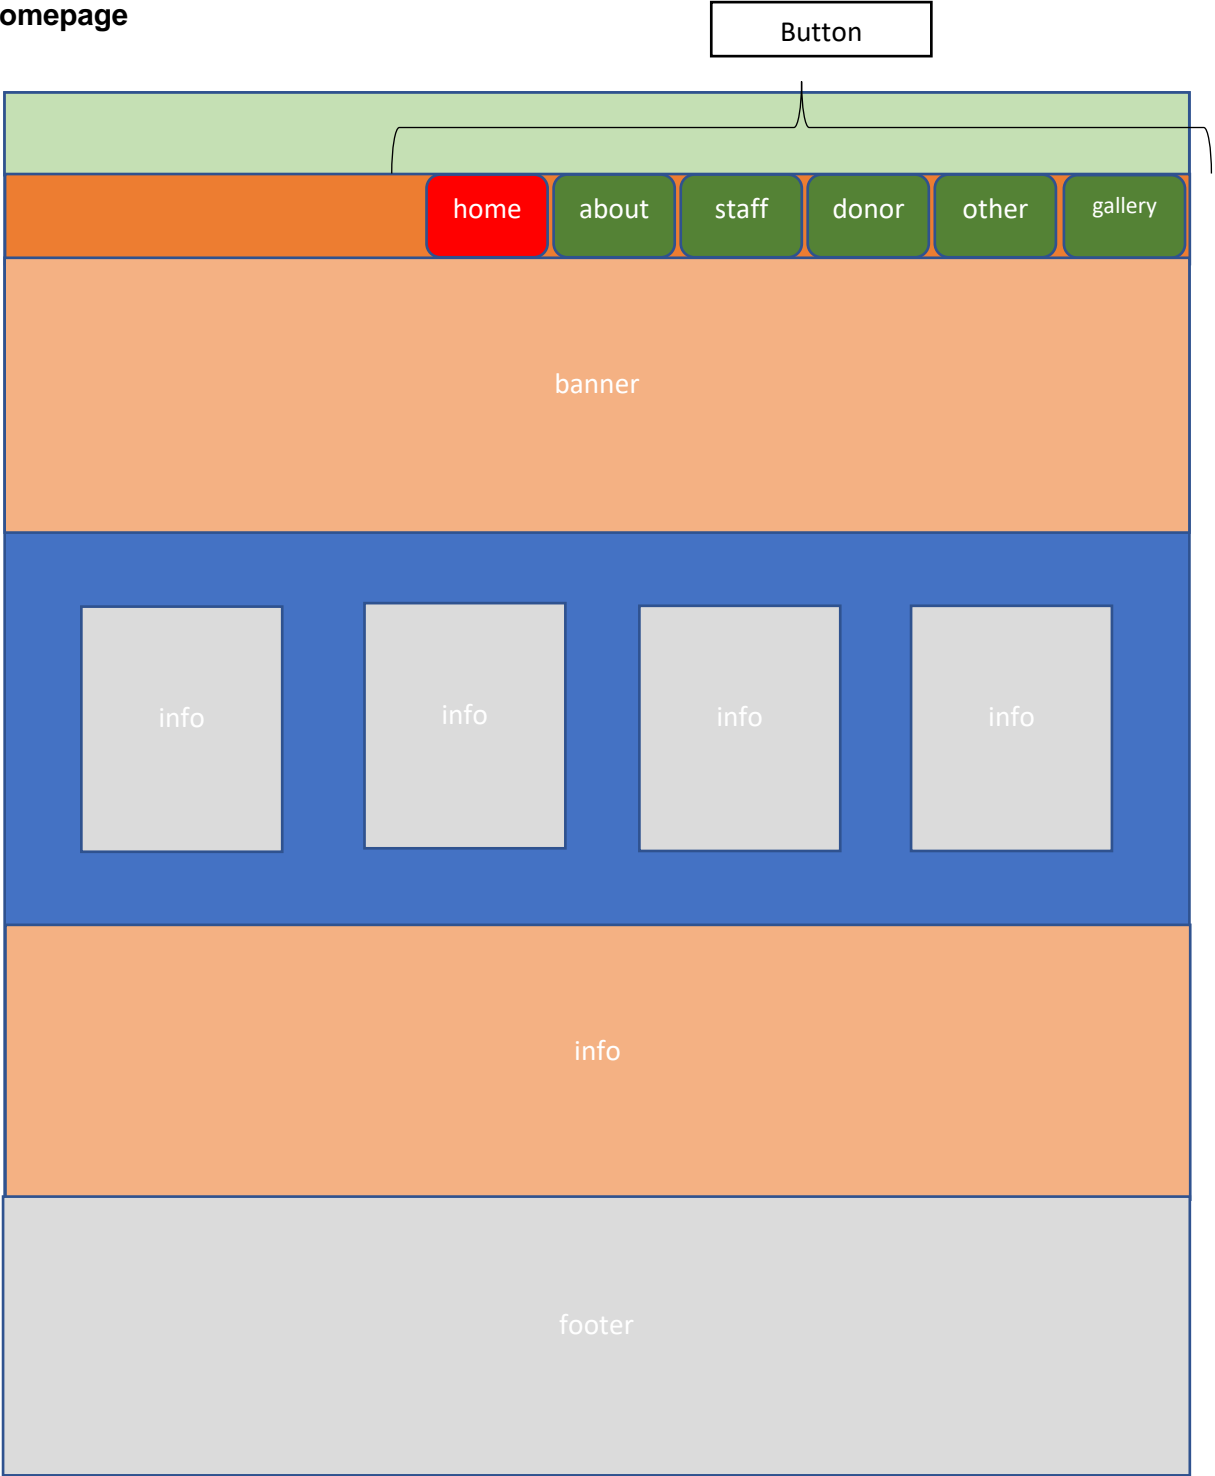 omepage
Button
home about staff donor other gallery
banner
info info info info
info
footer